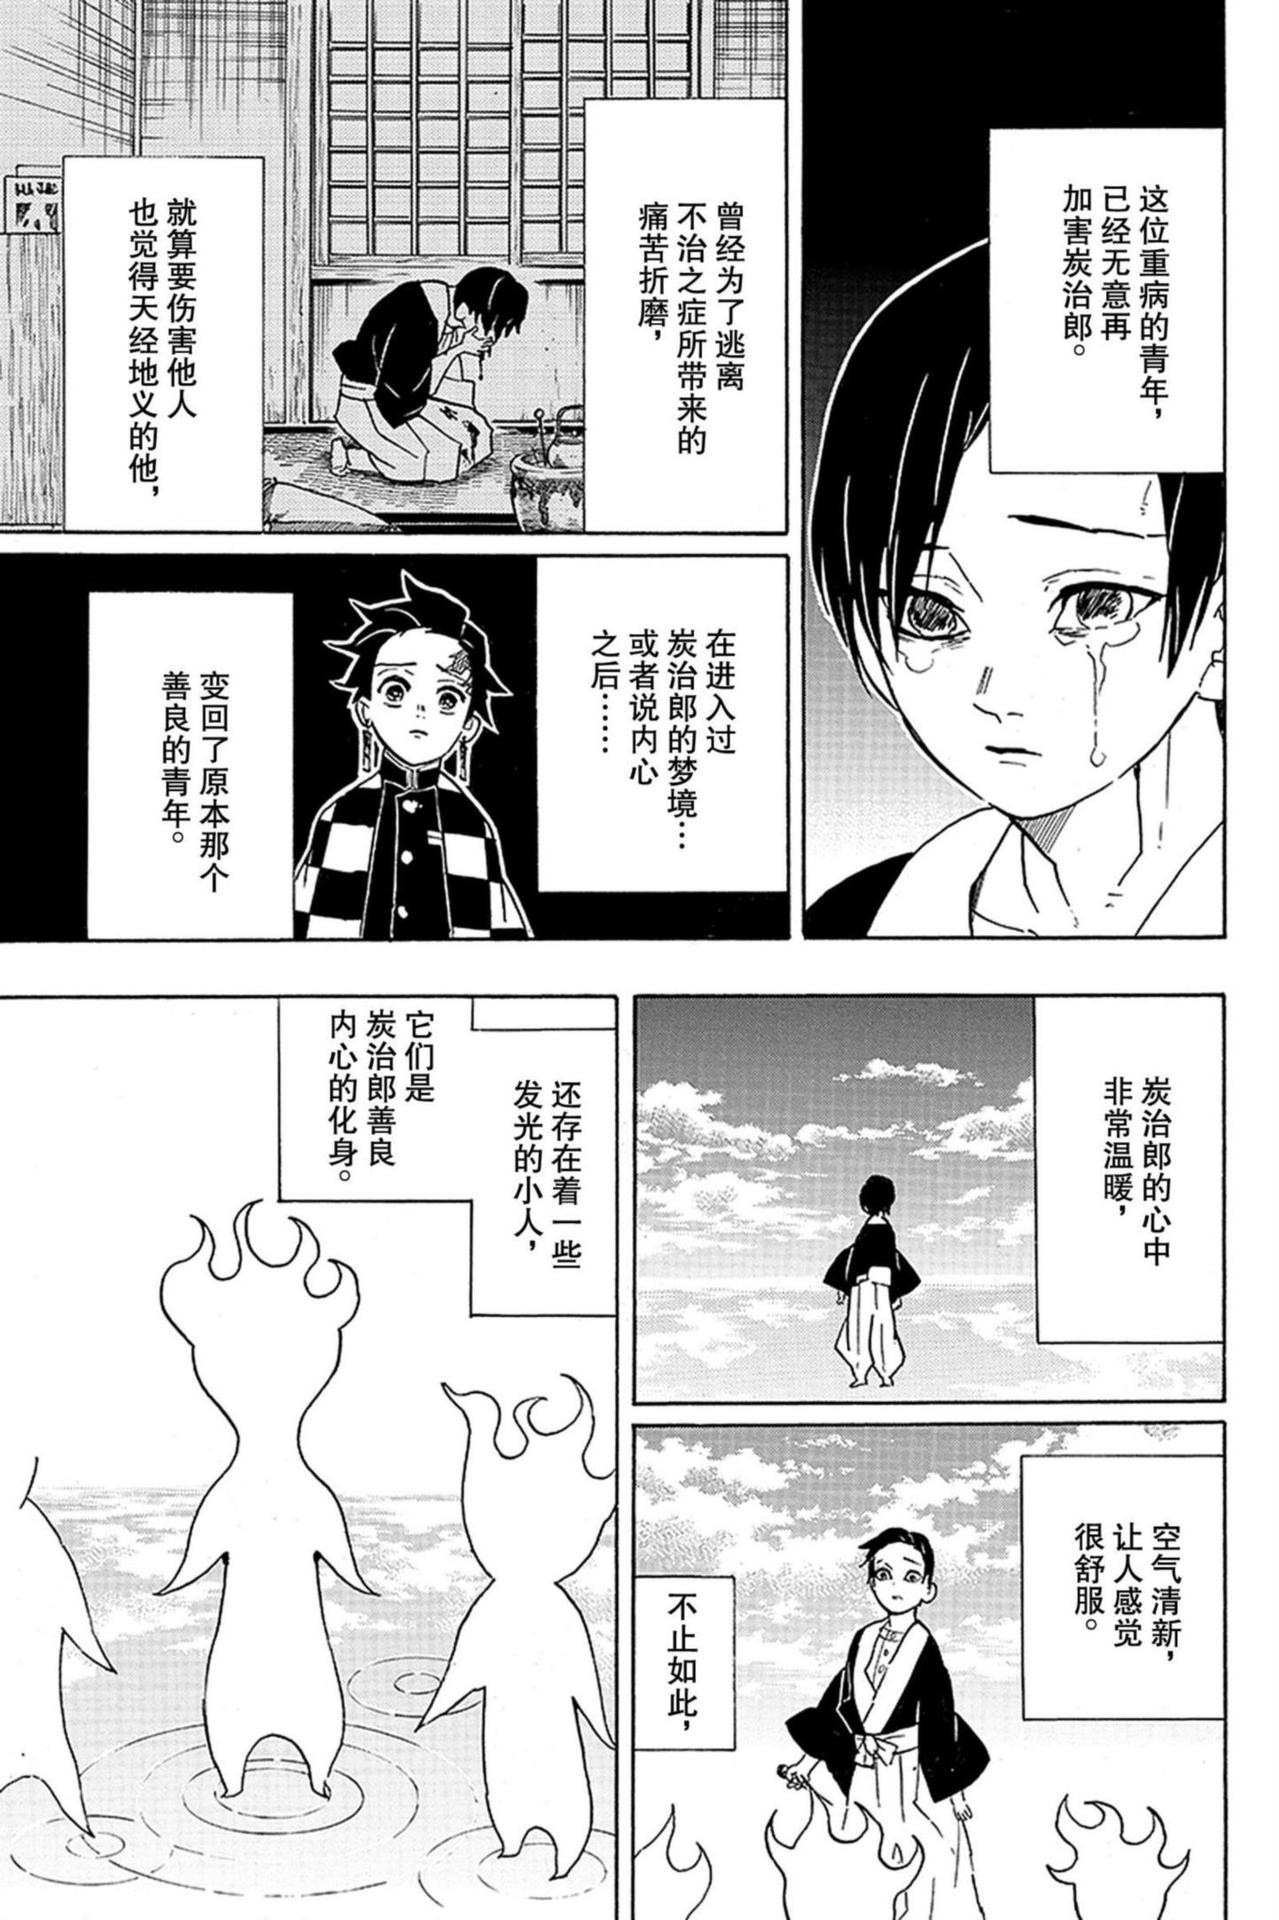 这位重病的青年，
已经无意再
加害炭治郎。
曾经为了逃离
不治之症所带来的
痛苦折磨，
就算要伤害他人
也觉得天经地义的他，
在进入过
炭治郎的梦境…
或者说内心
之后……
变回了原本那个
善良的青年。
炭治郎的心中
非常温暖，
空气清新，
让人感觉
很舒服。
不止如此，
还存在着一些
发光的小人，
它们是
炭治郎善良
内心的化身。